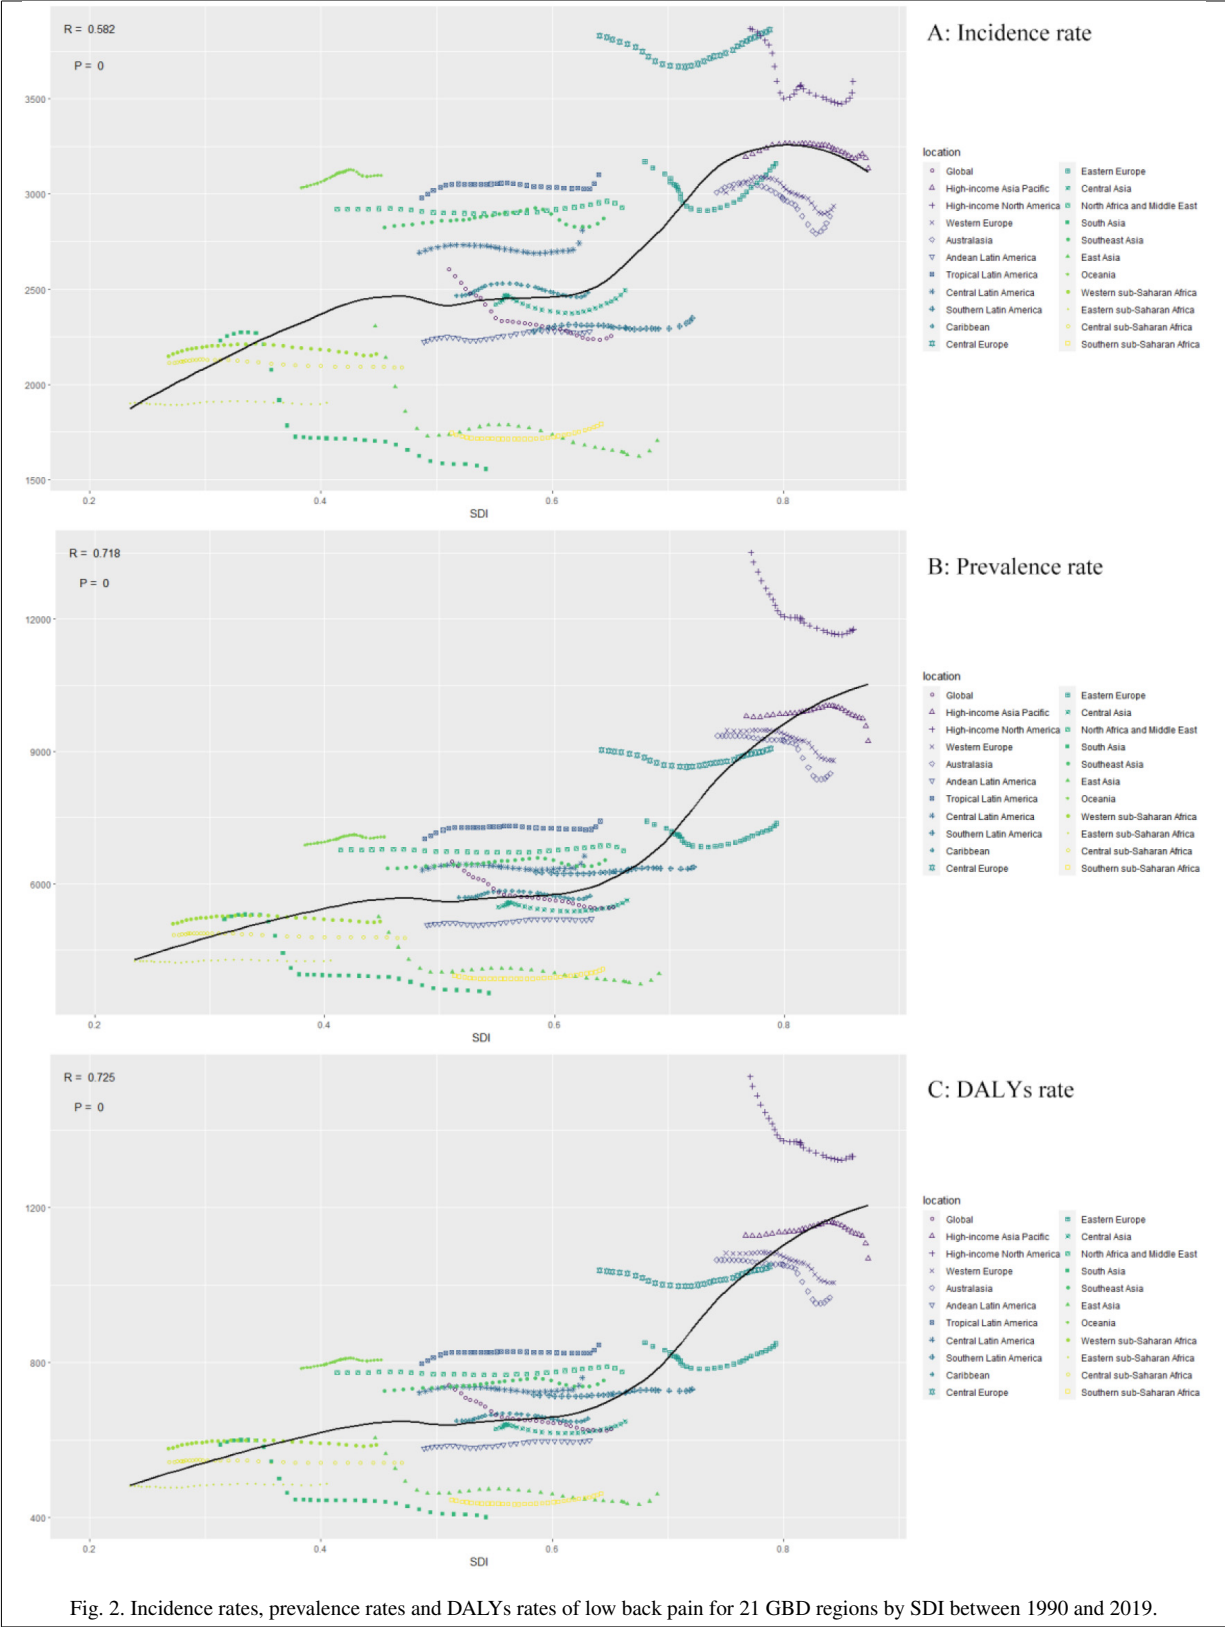 R = 0.582
P = 0
A: Incidence rate
3500
3000
2500
2000
1500
0.2
0.4
0.6
0.8
SDI
location
Global
High-income Asia Pacific
High-income North America
Western Europe
Australasia
Andean Latin America
Tropical Latin America
Central Latin America
Southern Latin America
Caribbean
Central Europe
Eastern Europe
Central Asia
North Africa and Middle East
South Asia
Southeast Asia
East Asia
Oceania
Western sub-Saharan Africa
Eastern sub-Saharan Africa
Central sub-Saharan Africa
Southern sub-Saharan Africa
R = 0.718
P = 0
B: Prevalence rate
12000
9000
6000
0.2
0.4
0.6
0.8
SDI
location
Global
High-income Asia Pacific
High-income North America
Western Europe
Australasia
Andean Latin America
Tropical Latin America
Central Latin America
Southern Latin America
Caribbean
Central Europe
Eastern Europe
Central Asia
North Africa and Middle East
South Asia
Southeast Asia
East Asia
Oceania
Western sub-Saharan Africa
Eastern sub-Saharan Africa
Central sub-Saharan Africa
Southern sub-Saharan Africa
R = 0.725
P = 0
C: DALYs rate
1200
800
400
0.2
0.4
0.6
0.8
SDI
location
Global
High-income Asia Pacific
High-income North America
Western Europe
Australasia
Andean Latin America
Tropical Latin America
Central Latin America
Southern Latin America
Caribbean
Central Europe
Eastern Europe
Central Asia
North Africa and Middle East
South Asia
Southeast Asia
East Asia
Oceania
Western sub-Saharan Africa
Eastern sub-Saharan Africa
Central sub-Saharan Africa
Southern sub-Saharan Africa
Fig. 2. Incidence rates, prevalence rates and DALYs rates of low back pain for 21 GBD regions by SDI between 1990 and 2019.